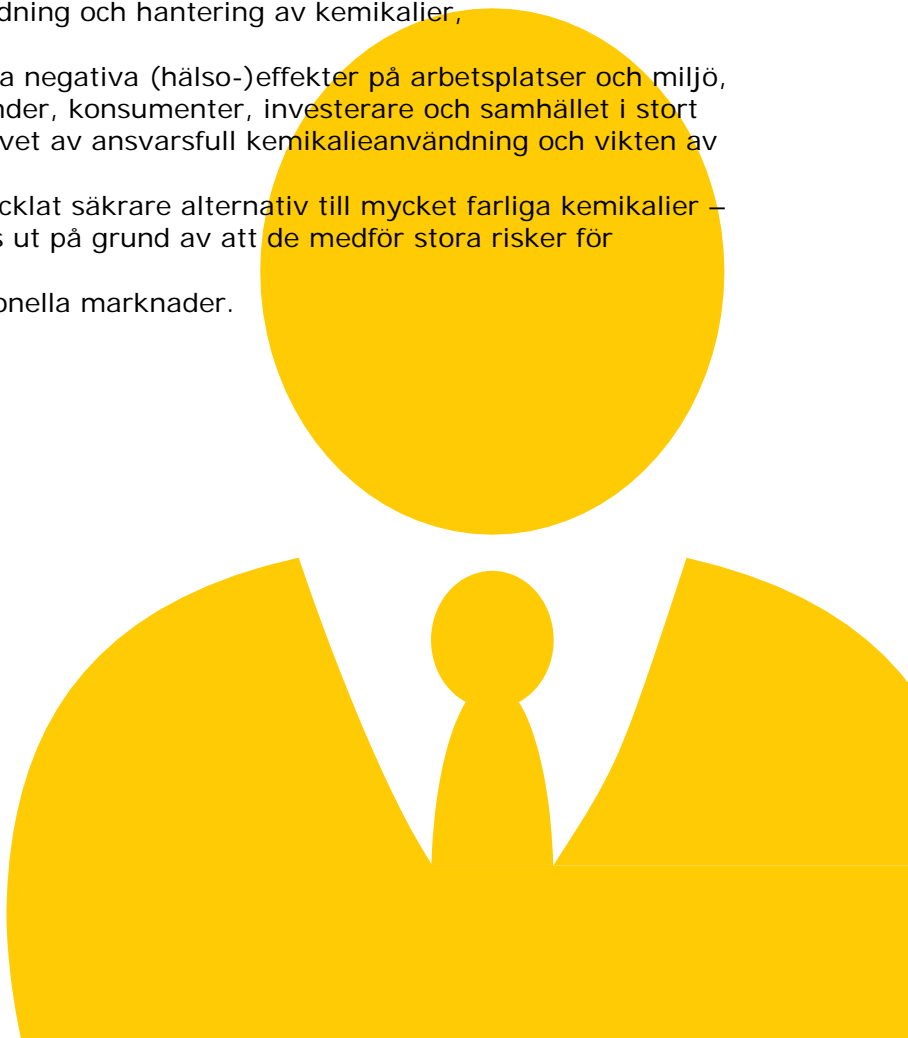 dning och hantering av kemikalier,
a negativa (hälso-)effekter på arbetsplatser och miljö,
nder, konsumenter, investerare och samhället i stort
vet av ansvarsfull kemikalieanvändning och vikten av
cklat säkrare alternativ till mycket farliga kemikalier –
s ut på grund av att de medför stora risker för
onella marknader.